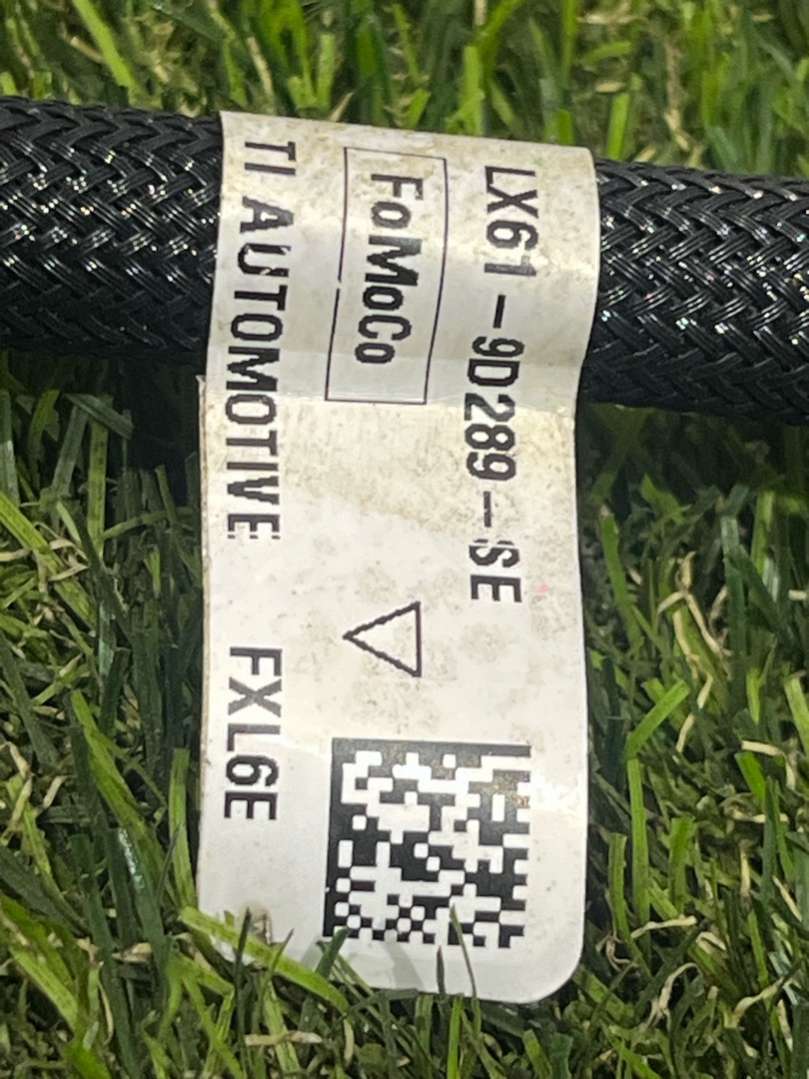 LX61-9D289-SE
FoMoCo
TI AUTOMOTIVE FXL6E